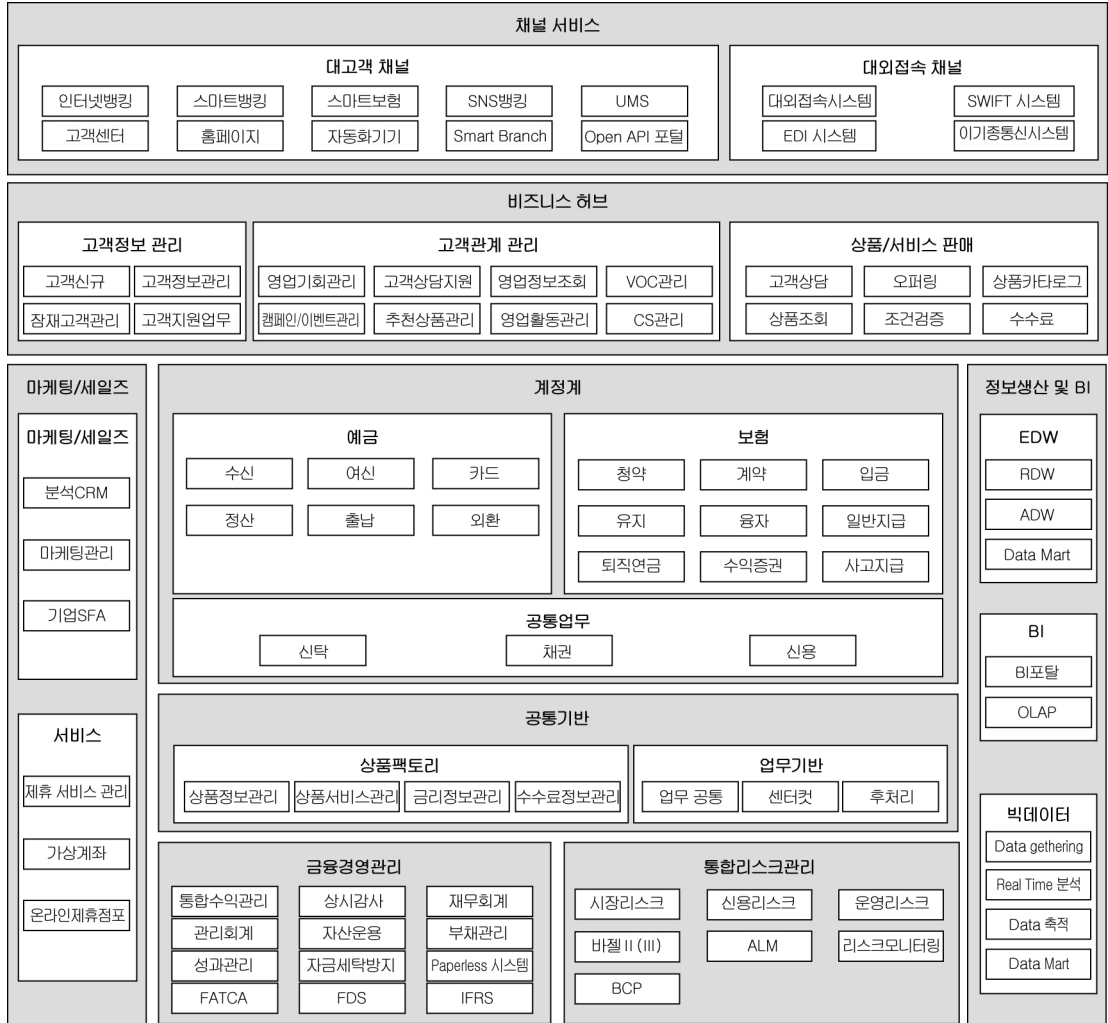 채널 서비스
대고객 채널
인터넷뱅킹
스마트뱅킹
스마트보험
SNS뱅킹
UMS
고객센터
홈페이지
자동화기기
Smart Branch
Open API 포털
대외접속 채널
대외접속시스템
SWIFT 시스템
EDI 시스템
이기종통신시스템
비즈니스 허브
고객정보 관리
고객신규
고객정보관리
잠재고객관리
고객지원업무
고객관계 관리
영업기회관리
고객상담지원
영업정보조회
VOC관리
캠페인/이벤트관리
추천상품관리
영업활동관리
CS관리
상품/서비스 판매
고객상담
오퍼링
상품카타로그
상품조회
조건검증
수수료
마케팅/세일즈
마케팅/세일즈
분석CRM
마케팅관리
기업SFA
서비스
제휴 서비스 관리
가상계좌
온라인제휴점포
계정계
예금
수신
여신
카드
정산
출납
외환
보험
청약
계약
입금
유지
융자
일반지급
퇴직연금
수익증권
사고지급
공통업무
신탁
채권
신용
공통기반
상품팩토리
상품정보관리
상품서비스관리
금리정보관리
수수료정보관리
업무기반
업무 공통
센터컷
후처리
금융경영관리
통합수익관리
상시감사
재무회계
관리회계
자산운용
부채관리
성과관리
자금세탁방지
Paperless 시스템
FATCA
FDS
IFRS
통합리스크관리
시장리스크
신용리스크
운영리스크
바젤 II (III)
ALM
리스크모니터링
BCP
정보생산 및 BI
EDW
RDW
ADW
Data Mart
BI
BI포탈
OLAP
빅데이터
Data gethering
Real Time 분석
Data 축적
Data Mart